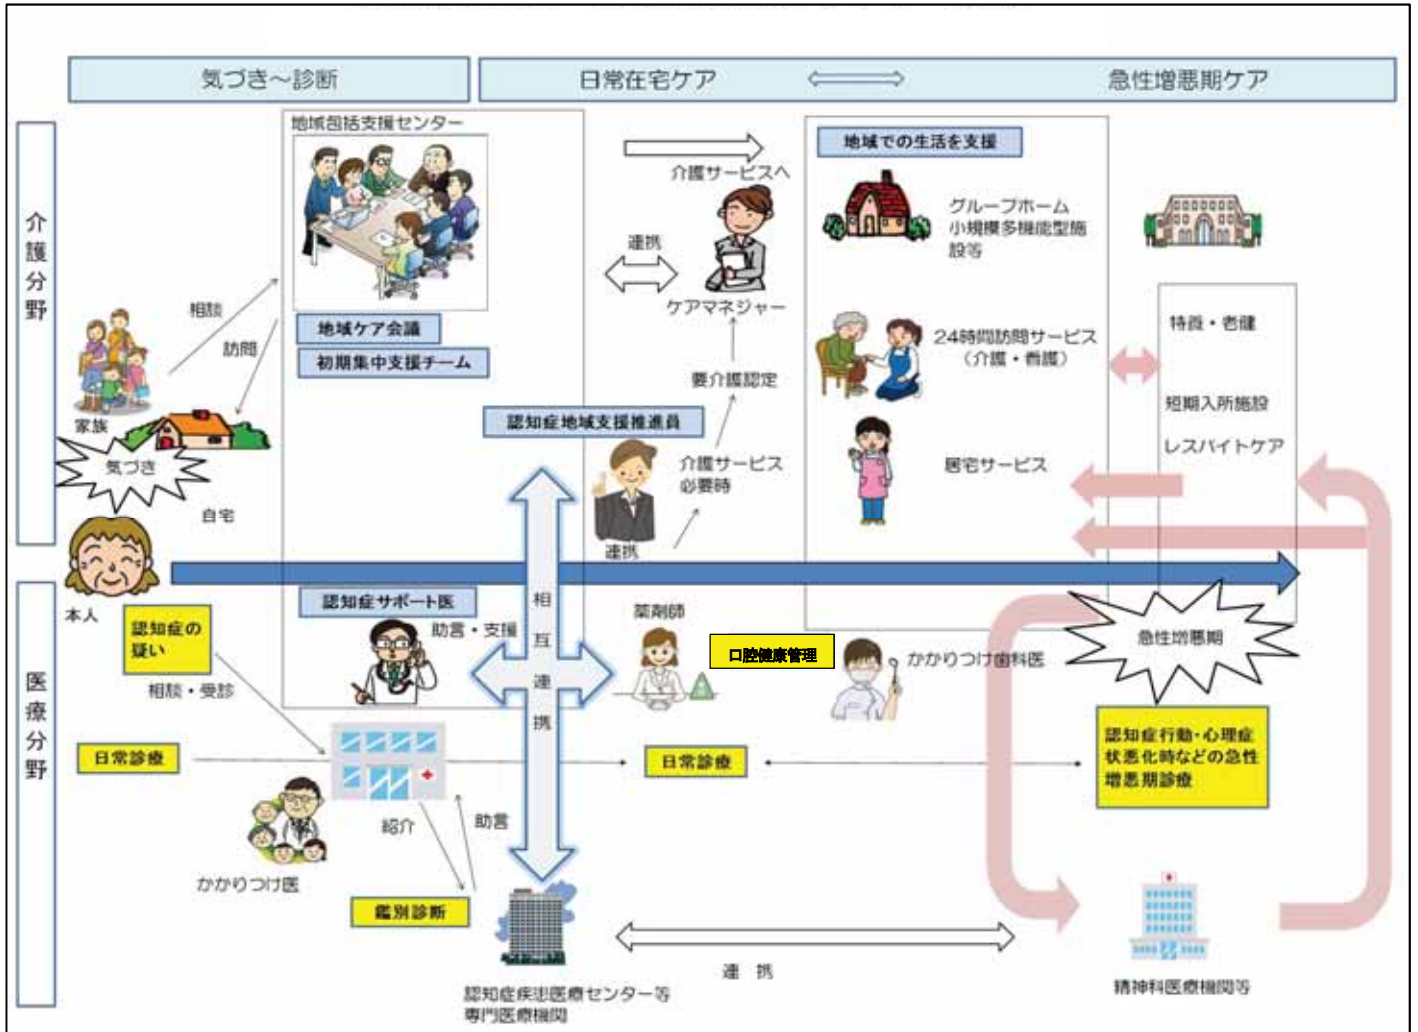 気づき～診断
日常在宅ケア
急性増悪期ケア
介護分野
地域包括支援センター
地域ケア会議
初期集中支援チーム
相談
訪問
家族
気づき
自宅
本人
介護サービスへ
連携
ケアマネジャー
要介護認定
認知症地域支援推進員
介護サービス
必要時
連携
地域での生活を支援
グループホーム
小規模多機能型施
設等
24時間訪問サービス
（介護・看護）
居宅サービス
特養・老健
短期入所施設
レスパイトケア
医療分野
認知症の
疑い
相談・受診
日常診療
認知症サポート医
助言・支援
相互連携
薬剤師
口腔健康管理
かかりつけ歯科医
急性増悪期
日常診療
認知症行動・心理症
状悪化時などの急性
増悪期診療
かかりつけ医
紹介
助言
鑑別診断
認知症疾患医療センター等
専門医療機関
連携
精神科医療機関等